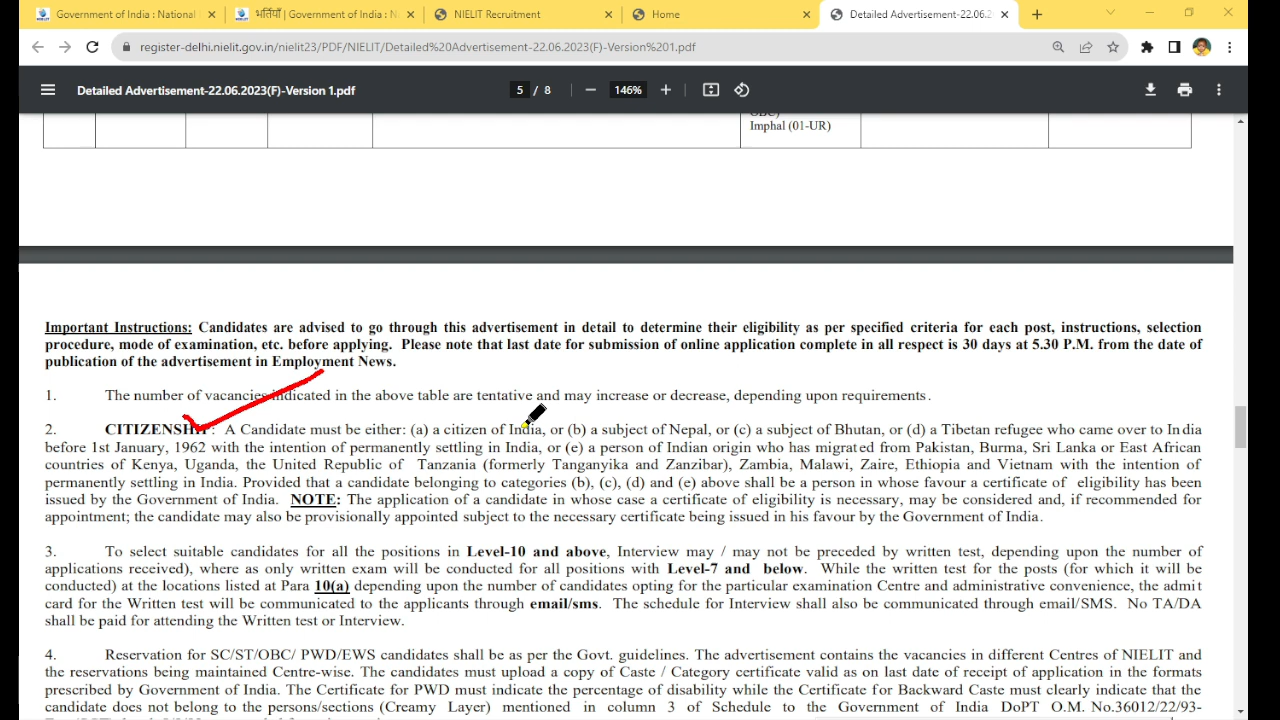 Government of India : National
भर्तियाँ | Government of India : N
NIELIT Recruitment
Home
Detailed Advertisement-22.06.2
register-delhi.nielit.gov.in/nielit23/PDF/NIELIT/Detailed%20Advertisement-22.06.2023(F)-Version%201.pdf
Detailed Advertisement-22.06.2023(F)-Version 1.pdf
5 / 8
146%
OBC)
Imphal (01-UR)
Important Instructions: Candidates are advised to go through this advertisement in detail to determine their eligibility as per specified criteria for each post, instructions, selection
procedure, mode of examination, etc. before applying. Please note that last date for submission of online application complete in all respect is 30 days at 5.30 P.M. from the date of
publication of the advertisement in Employment News.
1. The number of vacancies indicated in the above table are tentative and may increase or decrease, depending upon requirements.
2. CITIZENSHIP: A Candidate must be either: (a) a citizen of India, or (b) a subject of Nepal, or (c) a subject of Bhutan, or (d) a Tibetan refugee who came over to India
before 1st January, 1962 with the intention of permanently settling in India, or (e) a person of Indian origin who has migrated from Pakistan, Burma, Sri Lanka or East African
countries of Kenya, Uganda, the United Republic of Tanzania (formerly Tanganyika and Zanzibar), Zambia, Malawi, Zaire, Ethiopia and Vietnam with the intention of
permanently settling in India. Provided that a candidate belonging to categories (b), (c), (d) and (e) above shall be a person in whose favour a certificate of eligibility has been
issued by the Government of India. NOTE: The application of a candidate in whose case a certificate of eligibility is necessary, may be considered and, if recommended for
appointment; the candidate may also be provisionally appointed subject to the necessary certificate being issued in his favour by the Government of India.
3. To select suitable candidates for all the positions in Level-10 and above, Interview may / may not be preceded by written test, depending upon the number of
applications received), where as only written exam will be conducted for all positions with Level-7 and below. While the written test for the posts (for which it will be
conducted) at the locations listed at Para 10(a) depending upon the number of candidates opting for the particular examination Centre and administrative convenience, the admit
card for the Written test will be communicated to the applicants through email/sms. The schedule for Interview shall also be communicated through email/SMS. No TA/DA
shall be paid for attending the Written test or Interview.
4. Reservation for SC/ST/OBC/ PWD/EWS candidates shall be as per the Govt. guidelines. The advertisement contains the vacancies in different Centres of NIELIT and
the reservations being maintained Centre-wise. The candidates must upload a copy of Caste / Category certificate valid as on last date of receipt of application in the formats
prescribed by Government of India. The Certificate for PWD must indicate the percentage of disability while the Certificate for Backward Caste must clearly indicate that the
candidate does not belong to the persons/sections (Creamy Layer) mentioned in column 3 of Schedule to the Government of India DoPT O.M. No.36012/22/93-